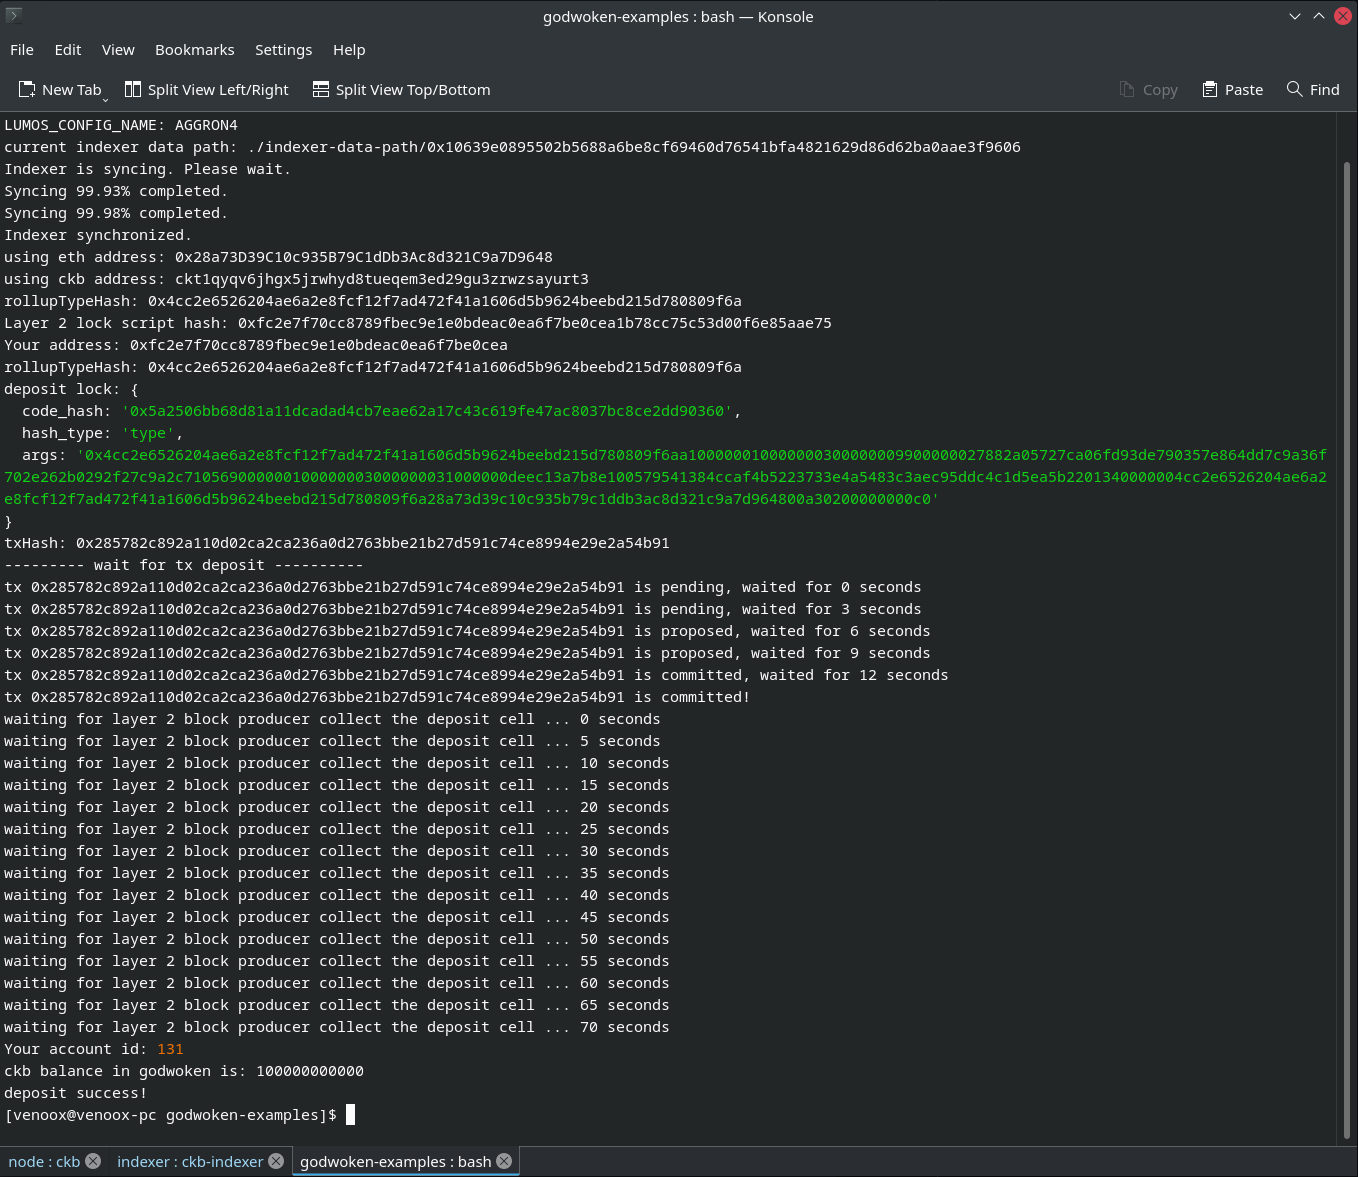 godwoken-examples : bash — Konsole
File Edit View Bookmarks Settings Help
New Tab Split View Left/Right Split View Top/Bottom Copy Paste Find
LUMOS_CONFIG_NAME: AGGRON4
current indexer data path: ./indexer-data-path/0x10639e0895502b5688a6be8cf69460d76541bfa4821629d86d62ba0aae3f9606
Indexer is syncing. Please wait.
Syncing 99.93% completed.
Syncing 99.98% completed.
Indexer synchronized.
using eth address: 0x28a73D39C10c935B79C1dDb3Ac8d321C9a7D9648
using ckb address: ckt1qyqv6jhgx5jrwhyd8tueqem3ed29gu3zrwzsayurt3
rollupTypeHash: 0x4cc2e6526204ae6a2e8fcf12f7ad472f41a1606d5b9624beebd215d780809f6a
Layer 2 lock script hash: 0xfc2e7f70cc8789fbec9e1e0bdeac0ea6f7be0cea1b78cc75c53d00f6e85aae75
Your address: 0xfc2e7f70cc8789fbec9e1e0bdeac0ea6f7be0cea
rollupTypeHash: 0x4cc2e6526204ae6a2e8fcf12f7ad472f41a1606d5b9624beebd215d780809f6a
deposit lock: {
  code_hash: '0x5a2506bb68d81a11dcadad4cb7eae62a17c43c619fe47ac8037bc8ce2dd90360',
  hash_type: 'type',
  args: '0x4cc2e6526204ae6a2e8fcf12f7ad472f41a1606d5b9624beebd215d780809f6aa10000001000000030000000990000002​7882a05727ca06fd93de790357e864dd7c9a36f
702e262b0292f27c9a2c71056900000010000000300000003100​0000deec13a7b8e100579541384ccaf4b5223733e4a5483c3aec95ddc4c1d5ea5b2201340000004cc2e6526204ae6a2
e8fcf12f7ad472f41a1606d5b9624beebd215d780809f6a28a73d39c10c935b79c1ddb3ac8d321c9a7d964800a30200000000c0'
}
txHash: 0x285782c892a110d02ca2ca236a0d2763bbe21b27d591c74ce8994e29e2a54b91
--------- wait for tx deposit ----------
tx 0x285782c892a110d02ca2ca236a0d2763bbe21b27d591c74ce8994e29e2a54b91 is pending, waited for 0 seconds
tx 0x285782c892a110d02ca2ca236a0d2763bbe21b27d591c74ce8994e29e2a54b91 is pending, waited for 3 seconds
tx 0x285782c892a110d02ca2ca236a0d2763bbe21b27d591c74ce8994e29e2a54b91 is proposed, waited for 6 seconds
tx 0x285782c892a110d02ca2ca236a0d2763bbe21b27d591c74ce8994e29e2a54b91 is proposed, waited for 9 seconds
tx 0x285782c892a110d02ca2ca236a0d2763bbe21b27d591c74ce8994e29e2a54b91 is committed, waited for 12 seconds
tx 0x285782c892a110d02ca2ca236a0d2763bbe21b27d591c74ce8994e29e2a54b91 is committed!
waiting for layer 2 block producer collect the deposit cell ... 0 seconds
waiting for layer 2 block producer collect the deposit cell ... 5 seconds
waiting for layer 2 block producer collect the deposit cell ... 10 seconds
waiting for layer 2 block producer collect the deposit cell ... 15 seconds
waiting for layer 2 block producer collect the deposit cell ... 20 seconds
waiting for layer 2 block producer collect the deposit cell ... 25 seconds
waiting for layer 2 block producer collect the deposit cell ... 30 seconds
waiting for layer 2 block producer collect the deposit cell ... 35 seconds
waiting for layer 2 block producer collect the deposit cell ... 40 seconds
waiting for layer 2 block producer collect the deposit cell ... 45 seconds
waiting for layer 2 block producer collect the deposit cell ... 50 seconds
waiting for layer 2 block producer collect the deposit cell ... 55 seconds
waiting for layer 2 block producer collect the deposit cell ... 60 seconds
waiting for layer 2 block producer collect the deposit cell ... 65 seconds
waiting for layer 2 block producer collect the deposit cell ... 70 seconds
Your account id: 131
ckb balance in godwoken is: 100000000000
deposit success!
[venoox@venoox-pc godwoken-examples]$
node : ckb indexer : ckb-indexer godwoken-examples : bash